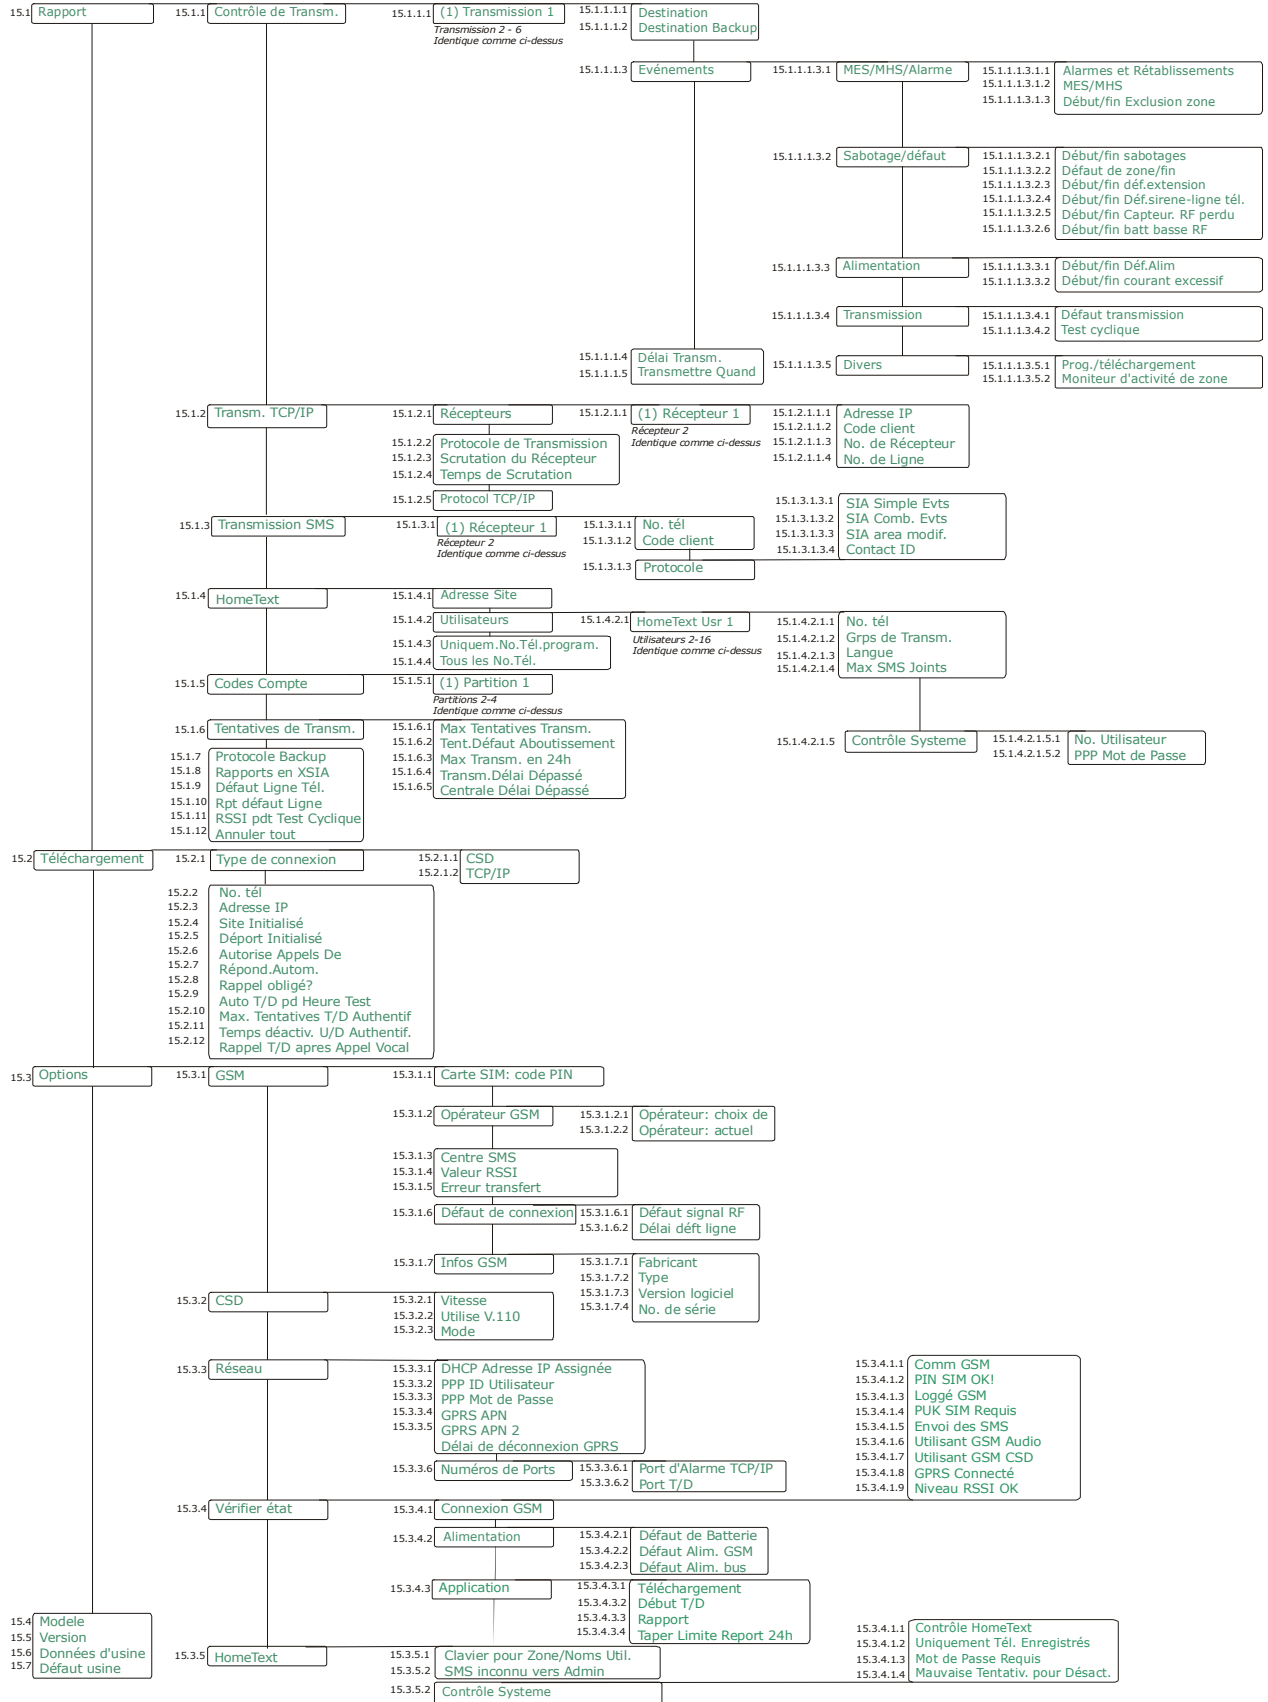 15.1 Rapport
15.1.1 Contrôle de Transm.
15.1.1.1 (1) Transmission 1
Transmission 2 - 6
Identique comme ci-dessus
15.1.1.1.1 Destination
15.1.1.1.2 Destination Backup
15.1.1.1.3 Evénements
15.1.1.1.3.1 MES/MHS/Alarme
15.1.1.1.3.1.1 Alarmes et Rétablissements
15.1.1.1.3.1.2 MES/MHS
15.1.1.1.3.1.3 Début/fin Exclusion zone
15.1.1.1.3.2 Sabotage/défaut
15.1.1.1.3.2.1 Début/fin sabotages
15.1.1.1.3.2.2 Défaut de zone/fin
15.1.1.1.3.2.3 Début/fin déf.extension
15.1.1.1.3.2.4 Début/fin Déf.sirene-ligne tél.
15.1.1.1.3.2.5 Début/fin Capteur. RF perdu
15.1.1.1.3.2.6 Début/fin batt basse RF
15.1.1.1.3.3 Alimentation
15.1.1.1.3.3.1 Début/fin Déf.Alim
15.1.1.1.3.3.2 Début/fin courant excessif
15.1.1.1.3.4 Transmission
15.1.1.1.3.4.1 Défaut transmission
15.1.1.1.3.4.2 Test cyclique
15.1.1.1.4 Délai Transm.
15.1.1.1.5 Transmettre Quand
15.1.1.1.3.5 Divers
15.1.1.1.3.5.1 Prog./téléchargement
15.1.1.1.3.5.2 Moniteur d'activité de zone
15.1.2 Transm. TCP/IP
15.1.2.1 Récepteurs
15.1.2.1.1 (1) Récepteur 1
Récepteur 2
Identique comme ci-dessus
15.1.2.1.1.1 Adresse IP
15.1.2.1.1.2 Code client
15.1.2.1.1.3 No. de Récepteur
15.1.2.1.1.4 No. de Ligne
15.1.2.2 Protocole de Transmission
15.1.2.3 Scrutation du Récepteur
15.1.2.4 Temps de Scrutation
15.1.2.5 Protocol TCP/IP
15.1.3 Transmission SMS
15.1.3.1 (1) Récepteur 1
Récepteur 2
Identique comme ci-dessus
15.1.3.1.1 No. tél
15.1.3.1.2 Code client
15.1.3.1.3 Protocole
15.1.3.1.3.1 SIA Simple Evts
15.1.3.1.3.2 SIA Comb. Evts
15.1.3.1.3.3 SIA area modif.
15.1.3.1.3.4 Contact ID
15.1.4 HomeText
15.1.4.1 Adresse Site
15.1.4.2 Utilisateurs
15.1.4.2.1 HomeText Usr 1
Utilisateurs 2-16
Identique comme ci-dessus
15.1.4.2.1.1 No. tél
15.1.4.2.1.2 Grps de Transm.
15.1.4.2.1.3 Langue
15.1.4.2.1.4 Max SMS Joints
15.1.4.3 Uniquem.No.Tél.program.
15.1.4.4 Tous les No.Tél.
15.1.5 Codes Compte
15.1.5.1 (1) Partition 1
Partitions 2-4
Identique comme ci-dessus
15.1.4.2.1.5 Contrôle Systeme
15.1.4.2.1.5.1 No. Utilisateur
15.1.4.2.1.5.2 PPP Mot de Passe
15.1.6 Tentatives de Transm.
15.1.6.1 Max Tentatives Transm.
15.1.6.2 Tent.Défaut Aboutissement
15.1.6.3 Max Transm. en 24h
15.1.6.4 Transm.Délai Dépassé
15.1.6.5 Centrale Délai Dépassé
15.1.7 Protocole Backup
15.1.8 Rapports en XSIA
15.1.9 Défaut Ligne Tél.
15.1.10 Rpt défaut Ligne
15.1.11 RSSI pdt Test Cyclique
15.1.12 Annuler tout
15.2 Téléchargement
15.2.1 Type de connexion
15.2.1.1 CSD
15.2.1.2 TCP/IP
15.2.2 No. tél
15.2.3 Adresse IP
15.2.4 Site Initialisé
15.2.5 Déport Initialisé
15.2.6 Autorise Appels De
15.2.7 Répond.Autom.
15.2.8 Rappel obligé?
15.2.9 Auto T/D pd Heure Test
15.2.10 Max. Tentatives T/D Authentif
15.2.11 Temps déactiv. U/D Authentif.
15.2.12 Rappel T/D apres Appel Vocal
15.3 Options
15.3.1 GSM
15.3.1.1 Carte SIM: code PIN
15.3.1.2 Opérateur GSM
15.3.1.2.1 Opérateur: choix de
15.3.1.2.2 Opérateur: actuel
15.3.1.3 Centre SMS
15.3.1.4 Valeur RSSI
15.3.1.5 Erreur transfert
15.3.1.6 Défaut de connexion
15.3.1.6.1 Défaut signal RF
15.3.1.6.2 Délai déft ligne
15.3.1.7 Infos GSM
15.3.1.7.1 Fabricant
15.3.1.7.2 Type
15.3.1.7.3 Version logiciel
15.3.1.7.4 No. de série
15.3.2 CSD
15.3.2.1 Vitesse
15.3.2.2 Utilise V.110
15.3.2.3 Mode
15.3.3 Réseau
15.3.3.1 DHCP Adresse IP Assignée
15.3.3.2 PPP ID Utilisateur
15.3.3.3 PPP Mot de Passe
15.3.3.4 GPRS APN
15.3.3.5 GPRS APN 2
Délai de déconnexion GPRS
15.3.3.6 Numéros de Ports
15.3.3.6.1 Port d'Alarme TCP/IP
15.3.3.6.2 Port T/D
15.3.4 Vérifier état
15.3.4.1 Connexion GSM
15.3.4.1.1 Comm GSM
15.3.4.1.2 PIN SIM OK!
15.3.4.1.3 Loggé GSM
15.3.4.1.4 PUK SIM Requis
15.3.4.1.5 Envoi des SMS
15.3.4.1.6 Utilisant GSM Audio
15.3.4.1.7 Utilisant GSM CSD
15.3.4.1.8 GPRS Connecté
15.3.4.1.9 Niveau RSSI OK
15.3.4.2 Alimentation
15.3.4.2.1 Défaut de Batterie
15.3.4.2.2 Défaut Alim. GSM
15.3.4.2.3 Défaut Alim. bus
15.3.4.3 Application
15.3.4.3.1 Téléchargement
15.3.4.3.2 Début T/D
15.3.4.3.3 Rapport
15.3.4.3.4 Taper Limite Report 24h
15.4 Modele
15.5 Version
15.6 Données d'usine
15.7 Défaut usine
15.3.5 HomeText
15.3.5.1 Clavier pour Zone/Noms Util.
15.3.5.2 SMS inconnu vers Admin
15.3.5.2 Contrôle Systeme
15.3.4.1.1 Contrôle HomeText
15.3.4.1.2 Uniquement Tél. Enregistrés
15.3.4.1.3 Mot de Passe Requis
15.3.4.1.4 Mauvaise Tentativ. pour Désact.